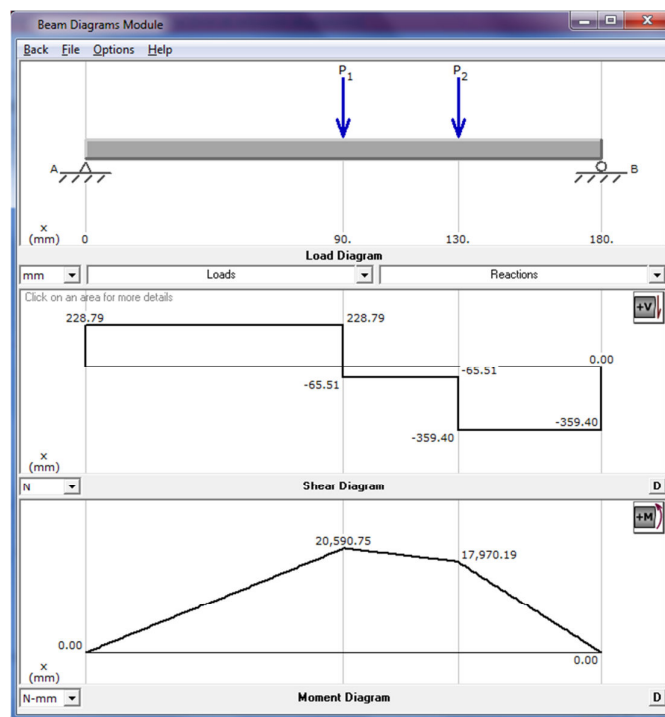 Beam Diagrams Module
Back File Options Help
P1 P2
A B
x
(mm) 0 90. 130. 180.
Load Diagram
mm Loads Reactions
Click on an area for more details
+V
228.79 228.79
0.00
-65.51 -65.51
-359.40 -359.40
x
(mm)
N Shear Diagram D
+M
20,590.75
17,970.19
0.00 0.00
x
(mm)
N-mm Moment Diagram D